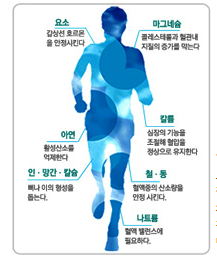 요소
갑상선 호르몬
을 안정시킨다
마그네슘
콜레스테롤과 혈관내
지질의 증가를 막는다
칼륨
심장의 기능을
조절해 혈압을
정상으로 유지한다
아연
활성산소를
억제한다
인·망간·칼슘
뼈나 이의 형성을
돕는다.
철·동
혈액중의 산소량을
안정 시킨다.
나트륨
혈액 밸런스에
필요하다.